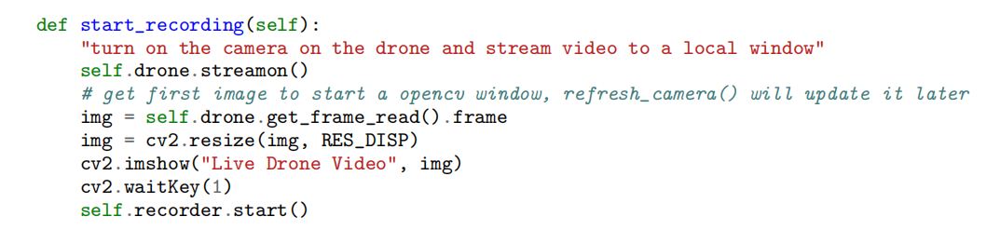 def start_recording(self):
    "turn on the camera on the drone and stream video to a local window"
    self.drone.streamon()
    # get first image to start a opencv window, refresh_camera() will update it later
    img = self.drone.get_frame_read().frame
    img = cv2.resize(img, RES_DISP)
    cv2.imshow("Live Drone Video", img)
    cv2.waitKey(1)
    self.recorder.start()